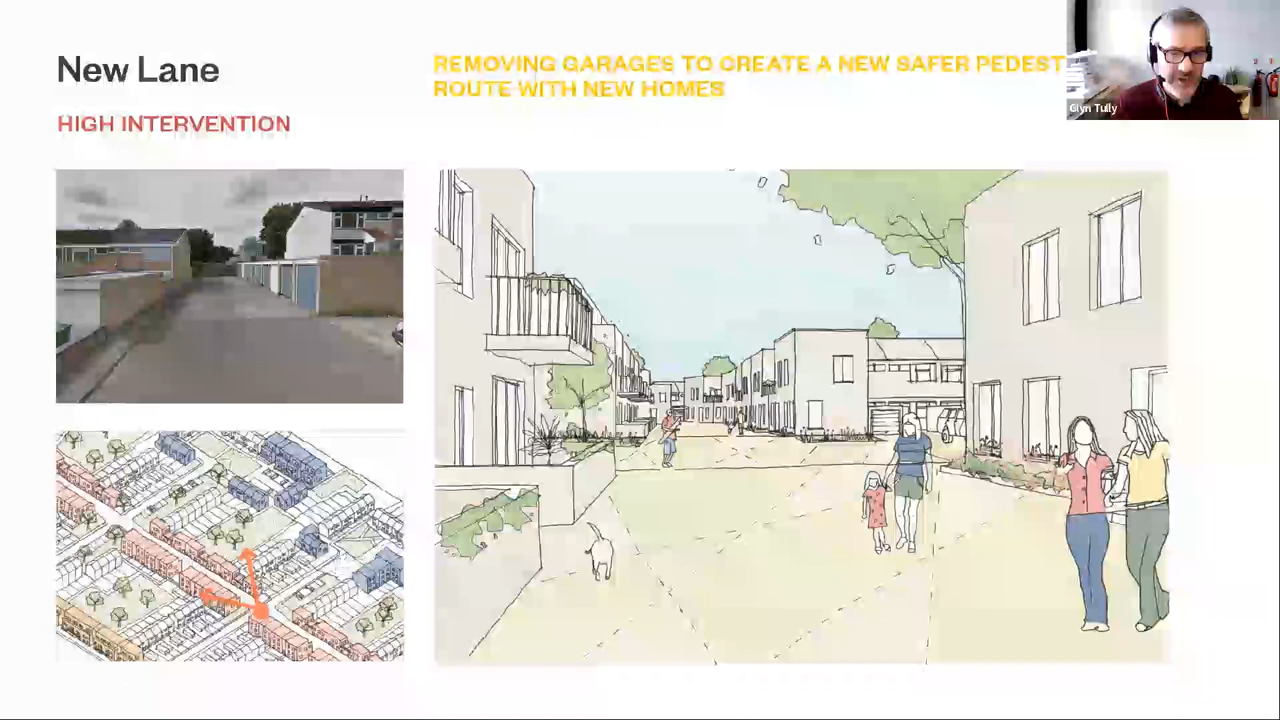 New Lane
HIGH INTERVENTION
REMOVING GARAGES TO CREATE A NEW SAFER PEDEST
ROUTE WITH NEW HOMES
Glyn Tully